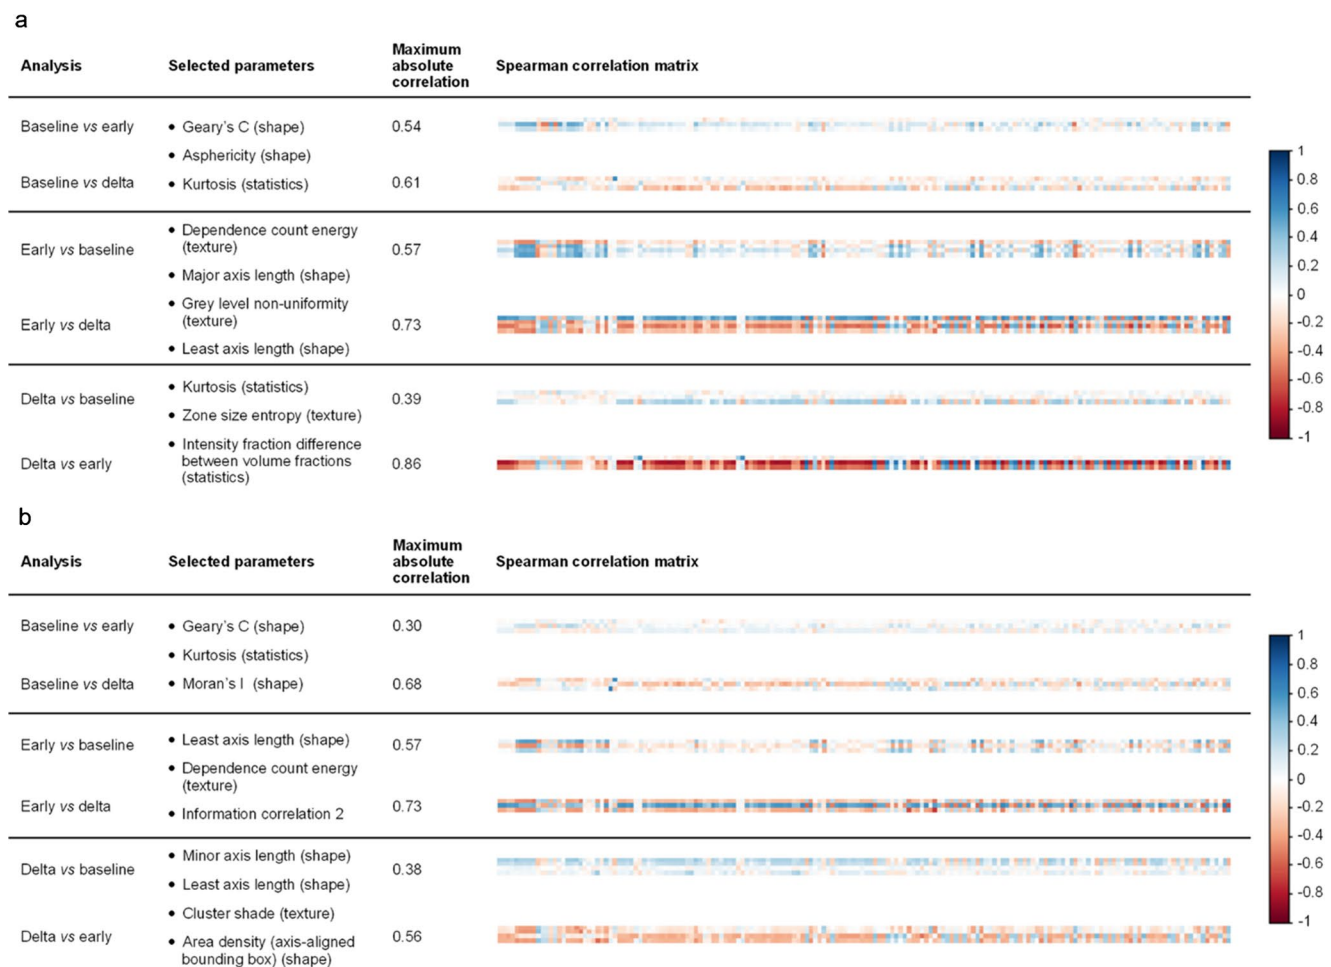 a
Analysis Selected parameters Maximum absolute correlation Spearman correlation matrix
Baseline vs early • Geary's C (shape) 0.54
• Asphericity (shape)
Baseline vs delta • Kurtosis (statistics) 0.61
• Dependence count energy
Early vs baseline (texture) 0.57
• Major axis length (shape)
• Grey level non-uniformity
Early vs delta (texture) 0.73
• Least axis length (shape)
• Kurtosis (statistics)
Delta vs baseline 0.39
• Zone size entropy (texture)
• Intensity fraction difference
Delta vs early between volume fractions 0.86
(statistics)
1
0.8
0.6
0.4
0.2
0
-0.2
-0.4
-0.6
-0.8
-1
b
Analysis Selected parameters Maximum absolute correlation Spearman correlation matrix
Baseline vs early • Geary's C (shape) 0.30
• Kurtosis (statistics)
Baseline vs delta • Moran's I (shape) 0.68
Early vs baseline • Least axis length (shape) 0.57
• Dependence count energy
(texture)
Early vs delta • Information correlation 2 0.73
• Minor axis length (shape)
Delta vs baseline 0.38
• Least axis length (shape)
• Cluster shade (texture)
Delta vs early • Area density (axis-aligned 0.56
bounding box) (shape)
1
0.8
0.6
0.4
0.2
0
-0.2
-0.4
-0.6
-0.8
-1